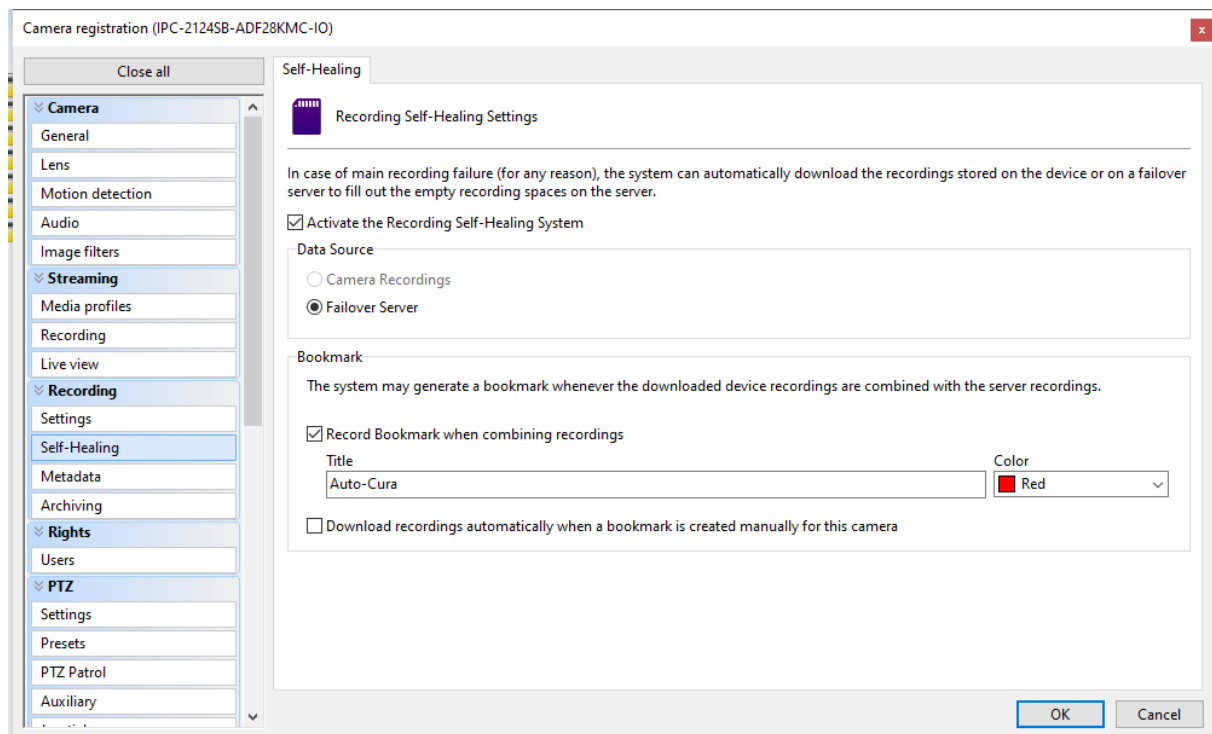 Camera registration (IPC-2124SB-ADF28KMC-IO)
x
Close all
Camera
General
Lens
Motion detection
Audio
Image filters
Streaming
Media profiles
Recording
Live view
Recording
Settings
Self-Healing
Metadata
Archiving
Rights
Users
PTZ
Settings
Presets
PTZ Patrol
Auxiliary
Self-Healing
Recording Self-Healing Settings
In case of main recording failure (for any reason), the system can automatically download the recordings stored on the device or on a failover
server to fill out the empty recording spaces on the server.
Activate the Recording Self-Healing System
Data Source
Camera Recordings
Failover Server
Bookmark
The system may generate a bookmark whenever the downloaded device recordings are combined with the server recordings.
Record Bookmark when combining recordings
Title Color
Auto-Cura Red
Download recordings automatically when a bookmark is created manually for this camera
OK Cancel